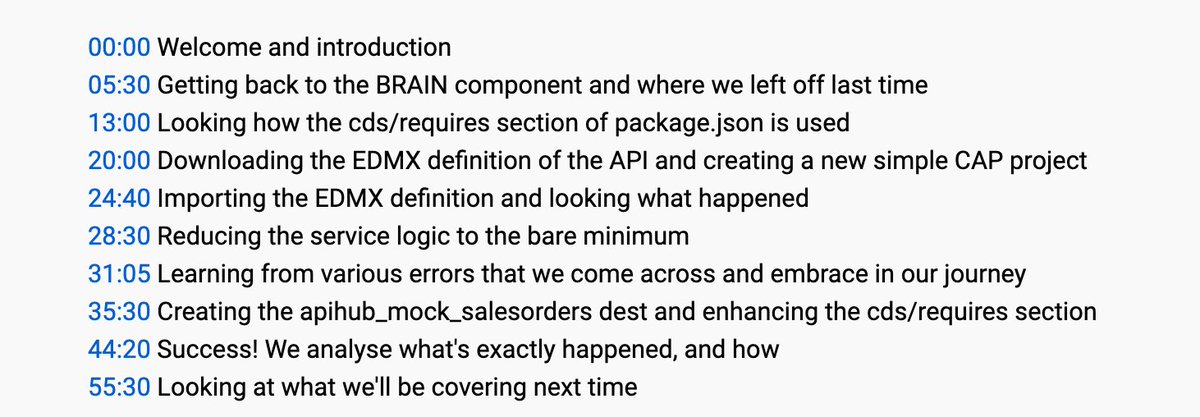 00:00 Welcome and introduction
05:30 Getting back to the BRAIN component and where we left off last time
13:00 Looking how the cds/requires section of package.json is used
20:00 Downloading the EDMX definition of the API and creating a new simple CAP project
24:40 Importing the EDMX definition and looking what happened
28:30 Reducing the service logic to the bare minimum
31:05 Learning from various errors that we come across and embrace in our journey
35:30 Creating the apihub_mock_salesorders dest and enhancing the cds/requires section
44:20 Success! We analyse what's exactly happened, and how
55:30 Looking at what we'll be covering next time